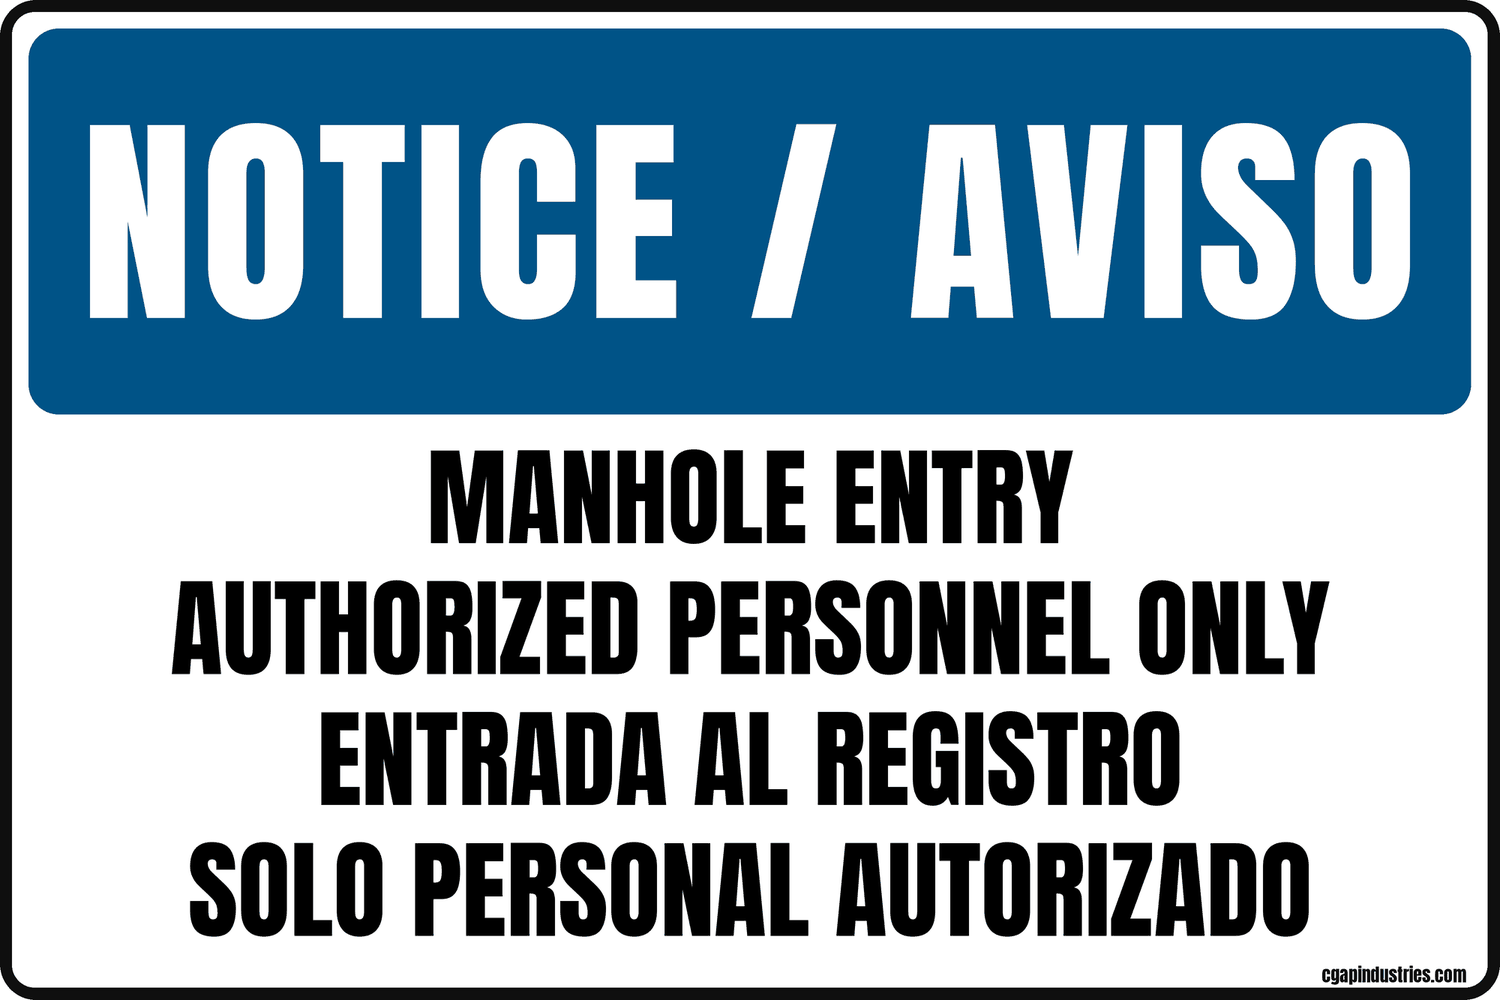 NOTICE / AVISO
MANHOLE ENTRY
AUTHORIZED PERSONNEL ONLY
ENTRADA AL REGISTRO
SOLO PERSONAL AUTORIZADO
cgapindustries.com